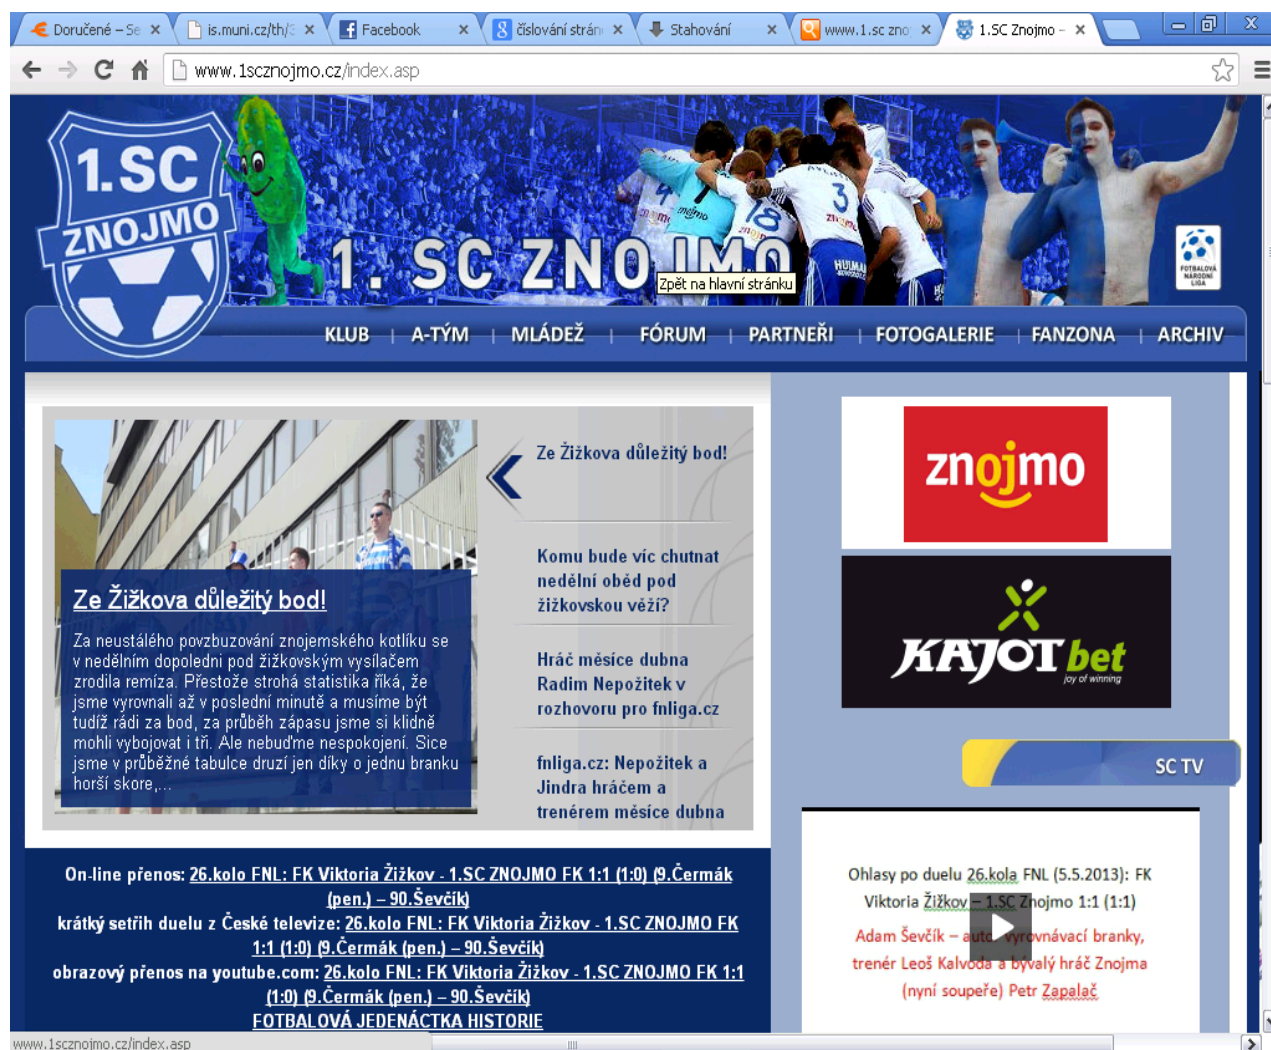 Doručené – Se
is.muni.cz/th/3
Facebook
číslování strán
Stahování
www.1.sc zno
1.SC Znojmo –
www.1scznojmo.cz/index.asp
1.SC
ZNOJMO
1. SC ZNOJMO
Zpět na hlavní stránku
FOTBALOVÁ
NÁRODNÍ
LIGA
KLUB | A-TÝM | MLÁDEŽ | FÓRUM | PARTNEŘI | FOTOGALERIE | FANZONA | ARCHIV
Ze Žižkova důležitý bod!
Za neustálého povzbuzování znojemského kotlíku se
v nedělním dopoledni pod žižkovským vysílačem
zrodila remíza. Přestože strohá statistika říká, že
jsme vyrovnali až v poslední minutě a musíme být
tudíž rádi za bod, za průběh zápasu jsme si klidně
mohli vybojovat i tři. Ale nebuďme nespokojení. Sice
jsme v průběžné tabulce druzí jen díky o jednu branku
horší skore,...
Ze Žižkova důležitý bod!
Komu bude víc chutnat
nedělní oběd pod
žižkovskou věží?
Hráč měsíce dubna
Radim Nepožitek v
rozhovoru pro fnliga.cz
fnliga.cz: Nepožitek a
Jindra hráčem a
trenérem měsíce dubna
znojmo
KAJOT bet
joy of winning
SC TV
On-line přenos: 26.kolo FNL: FK Viktoria Žižkov - 1.SC ZNOJMO FK 1:1 (1:0) (9.Čermák
(pen.) – 90.Ševčík)
krátký setřih duelu z České televize: 26.kolo FNL: FK Viktoria Žižkov - 1.SC ZNOJMO FK
1:1 (1:0) (9.Čermák (pen.) – 90.Ševčík)
obrazový přenos na youtube.com: 26.kolo FNL: FK Viktoria Žižkov - 1.SC ZNOJMO FK 1:1
(1:0) (9.Čermák (pen.) – 90.Ševčík)
FOTBALOVÁ JEDENÁCTKA HISTORIE
Ohlasy po duelu 26.kola FNL (5.5.2013): FK
Viktoria Žižkov – 1.SC Znojmo 1:1 (1:1)
Adam Ševčík – autor vyrovnávací branky,
trenér Leoš Kalvoda a bývalý hráč Znojma
(nyní soupeře) Petr Zapalač
www.1scznojmo.cz/index.asp